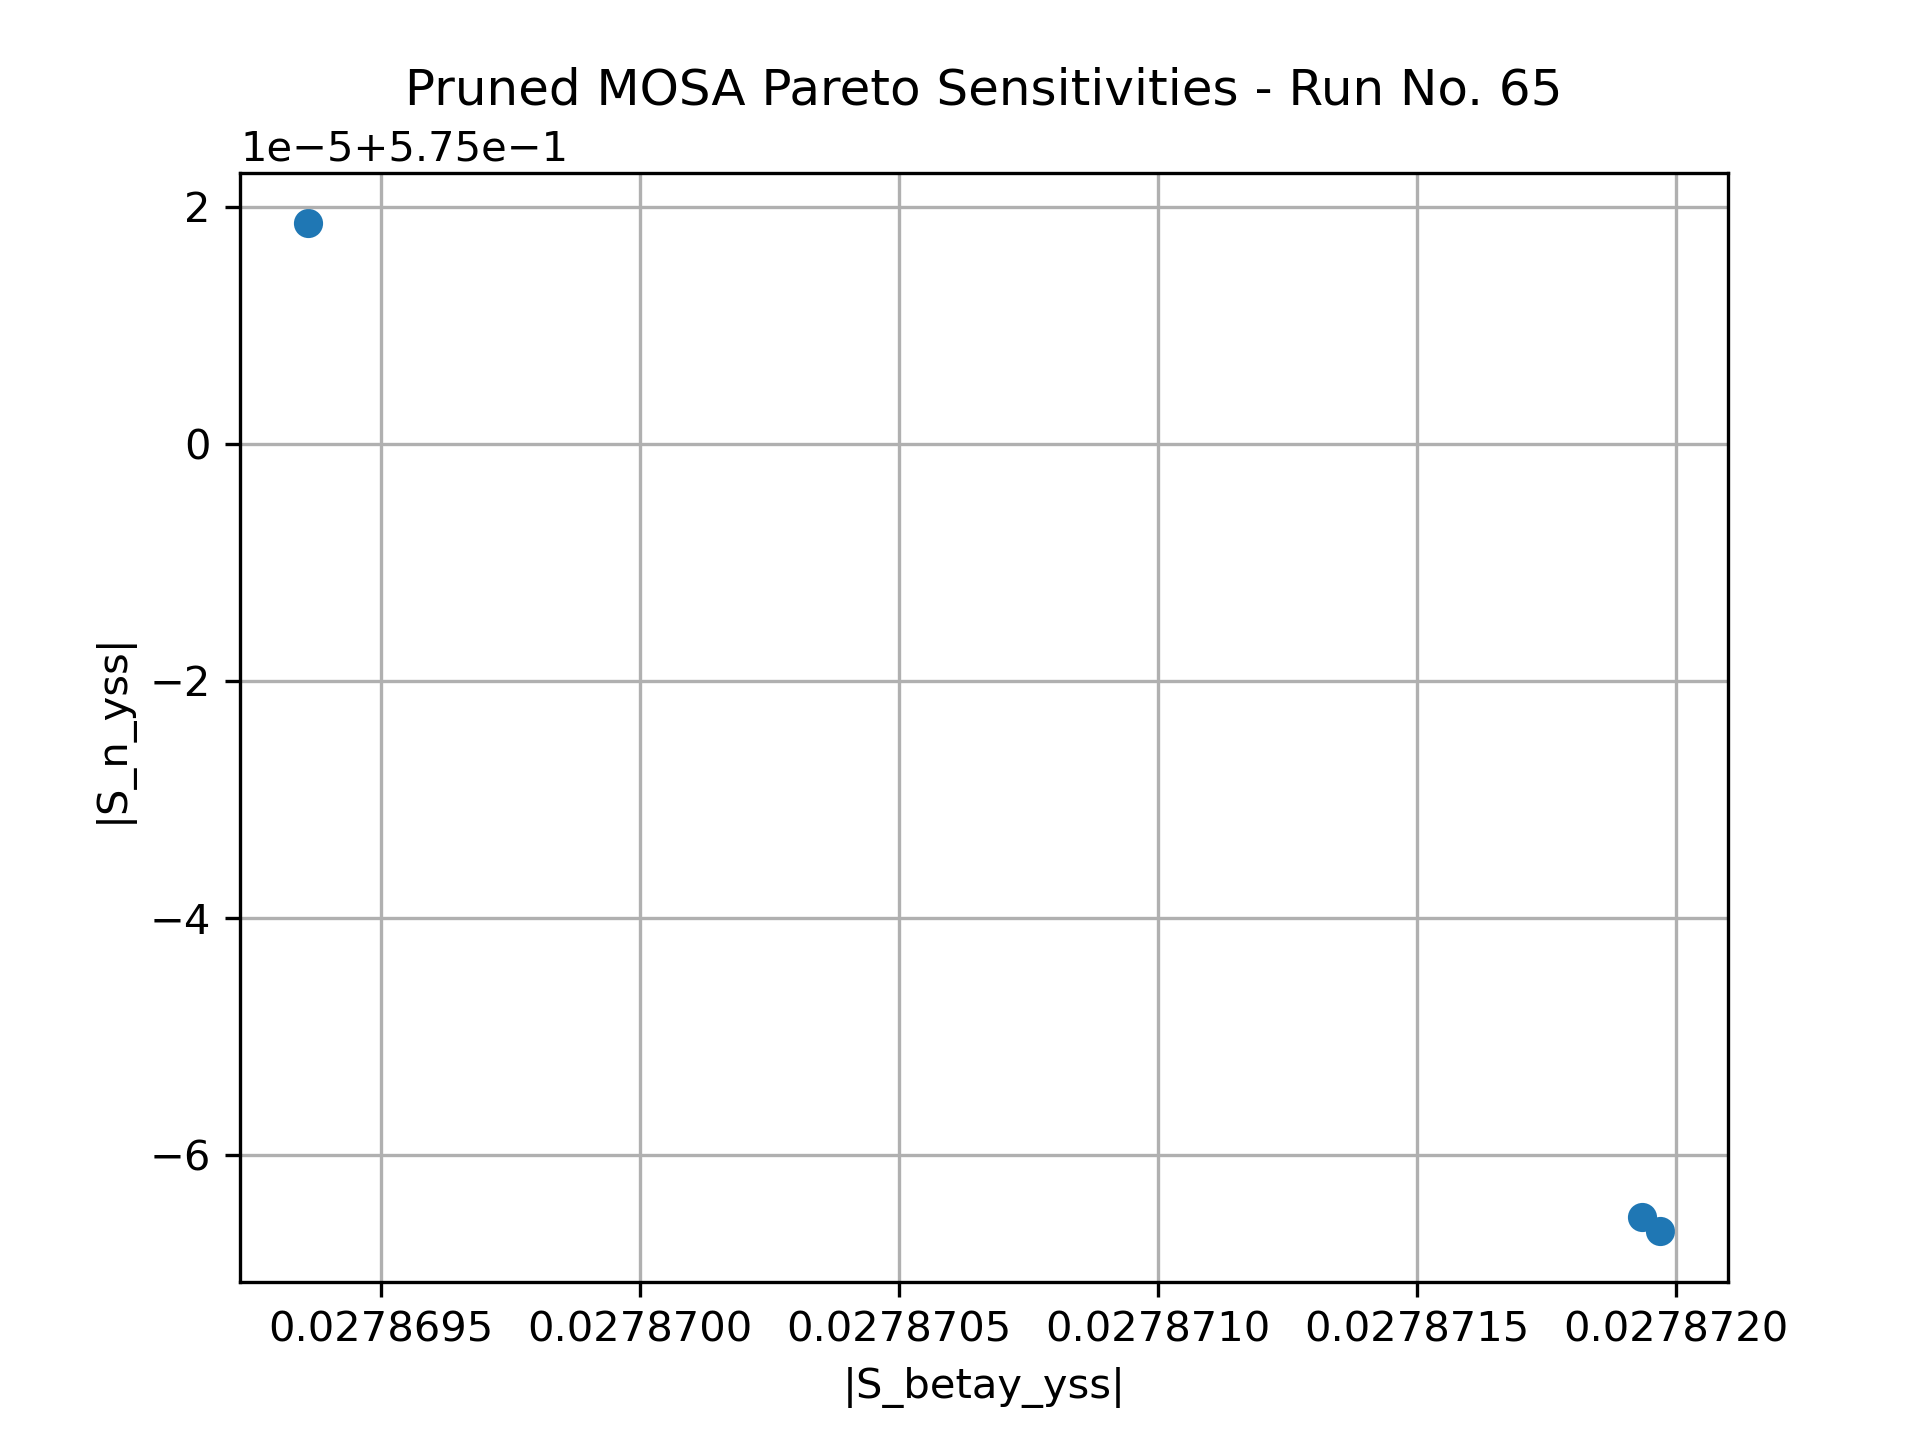 Pruned MOSA Pareto Sensitivities - Run No. 65
1e−5+5.75e−1
2
0
−2
−4
−6
|S_n_yss|
0.0278695 0.0278700 0.0278705 0.0278710 0.0278715 0.0278720
|S_betay_yss|